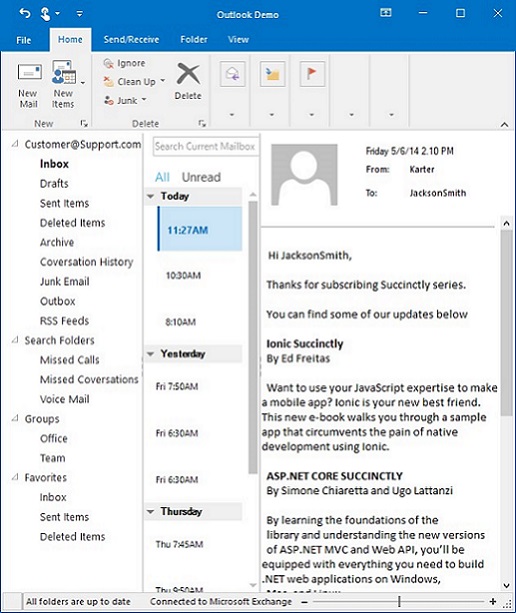 Outlook Demo
File Home Send/Receive Folder View
New Mail
New Items
Ignore
Clean Up
Junk
Delete
New
Delete
Customer@Support.com
Inbox
Drafts
Sent Items
Deleted Items
Archive
Coversation History
Junk Email
Outbox
RSS Feeds
Search Folders
Missed Calls
Missed Coversations
Voice Mail
Groups
Office
Team
Favorites
Inbox
Sent Items
Deleted Items
Search Current Mailbox
All Unread
Today
11:27AM
10:30AM
8:10AM
Yesterday
Fri 7:50AM
Fri 6:30AM
Fri 6:30AM
Thursday
Thu 7:45AM
Thu 9:50AM
Friday 5/6/14 2.10 PM
From: Karter
To: JacksonSmith
Hi JacksonSmith,
Thanks for subscribing Succinctly series.
You can find some of our updates below
Ionic Succinctly
By Ed Freitas
Want to use your JavaScript expertise to make
a mobile app? Ionic is your new best friend.
This new e-book walks you through a sample
app that circumvents the pain of native
development using Ionic.
ASP.NET CORE SUCCINCTLY
By Simone Chiaretta and Ugo Lattanzi
By learning the foundations of the
library and understanding the new versions
of ASP.NET MVC and Web API, you'll be
equipped with everything you need to build
.NET web applications on Windows,
Mac, and Linux
All folders are up to date
Connected to Microsoft Exchange